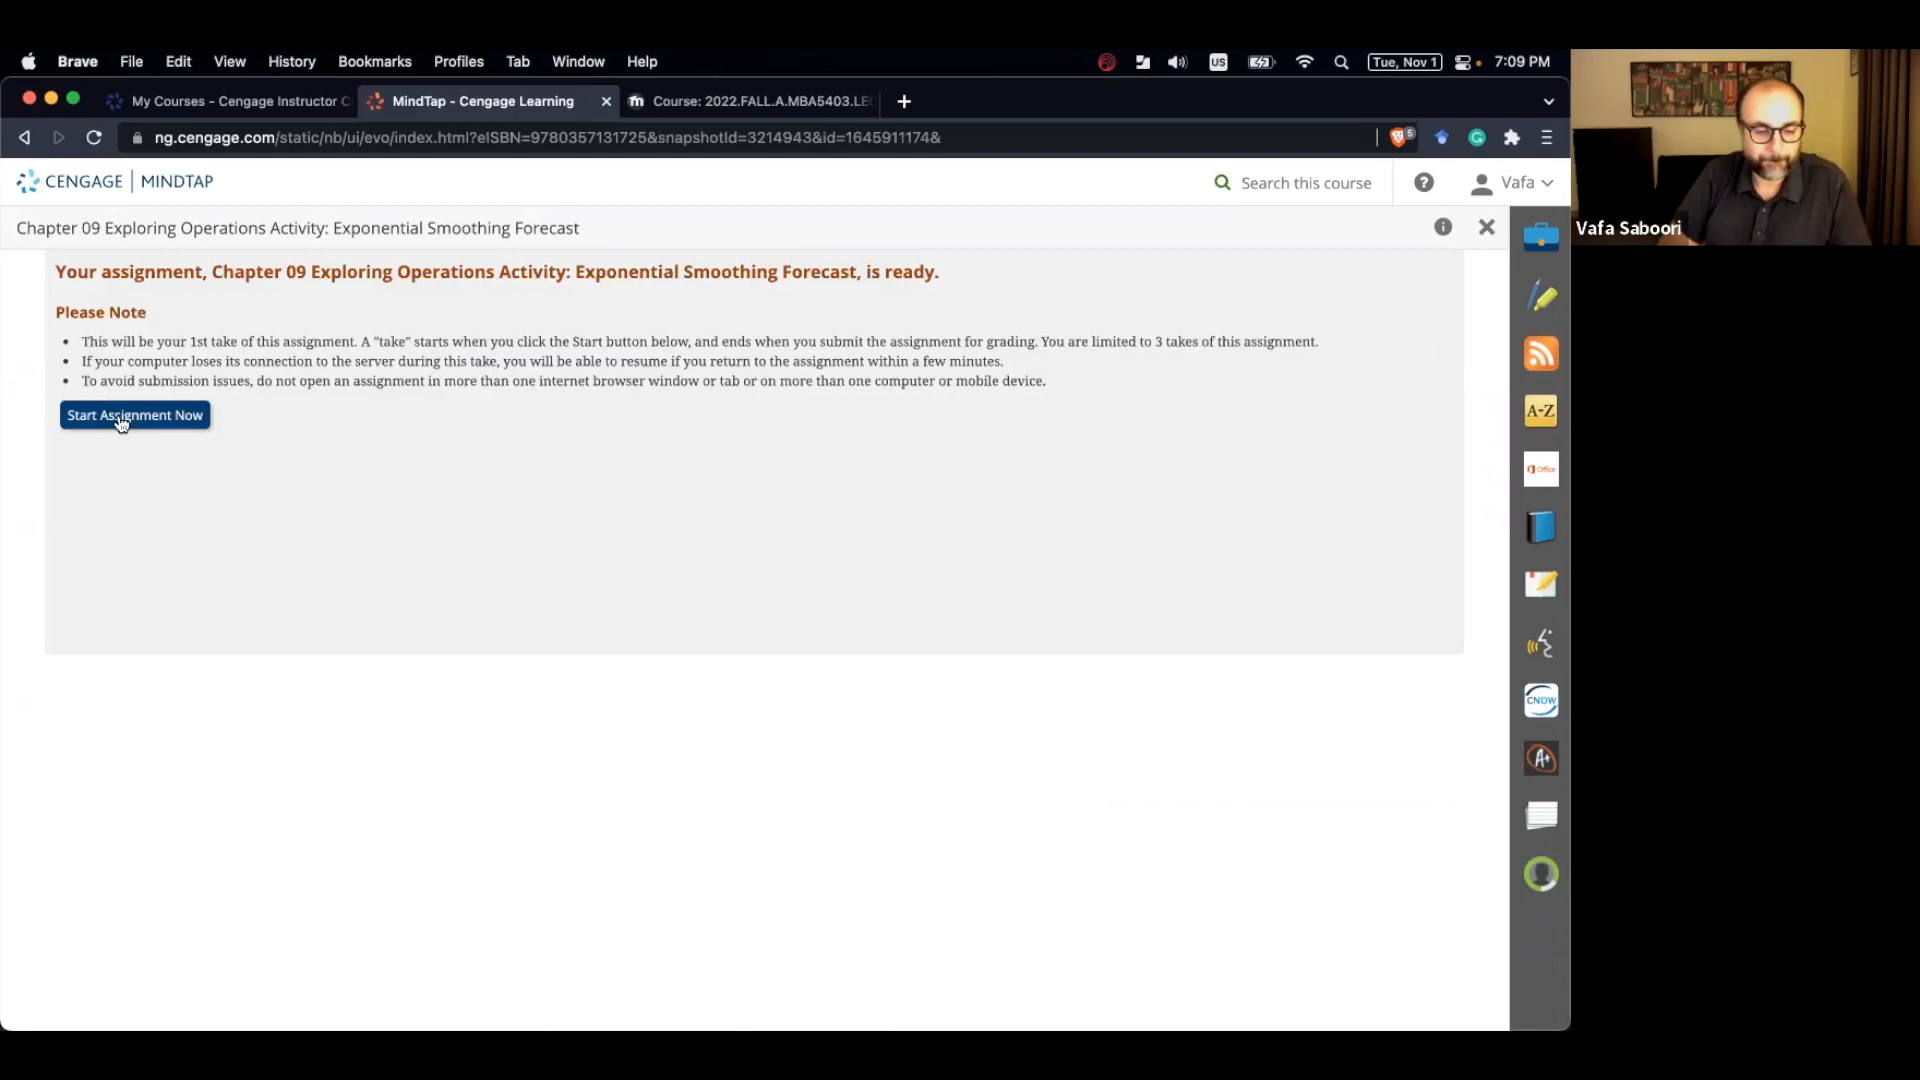 Brave File Edit View History Bookmarks Profiles Tab Window Help US Tue, Nov 1 7:09 PM
My Courses - Cengage Instructor C MindTap - Cengage Learning Course: 2022.FALL.A.MBA5403.LEC
ng.cengage.com/static/nb/ui/evo/index.html?eISBN=9780357131725&snapshotId=3214943&id=1645911174& 5
CENGAGE | MINDTAP Search this course Vafa
Chapter 09 Exploring Operations Activity: Exponential Smoothing Forecast
Vafa Saboori
Your assignment, Chapter 09 Exploring Operations Activity: Exponential Smoothing Forecast, is ready.
Please Note
This will be your 1st take of this assignment. A "take" starts when you click the Start button below, and ends when you submit the assignment for grading. You are limited to 3 takes of this assignment.
If your computer loses its connection to the server during this take, you will be able to resume if you return to the assignment within a few minutes.
To avoid submission issues, do not open an assignment in more than one internet browser window or tab or on more than one computer or mobile device.
Start Assignment Now
A-Z
Office
CNOW
A+